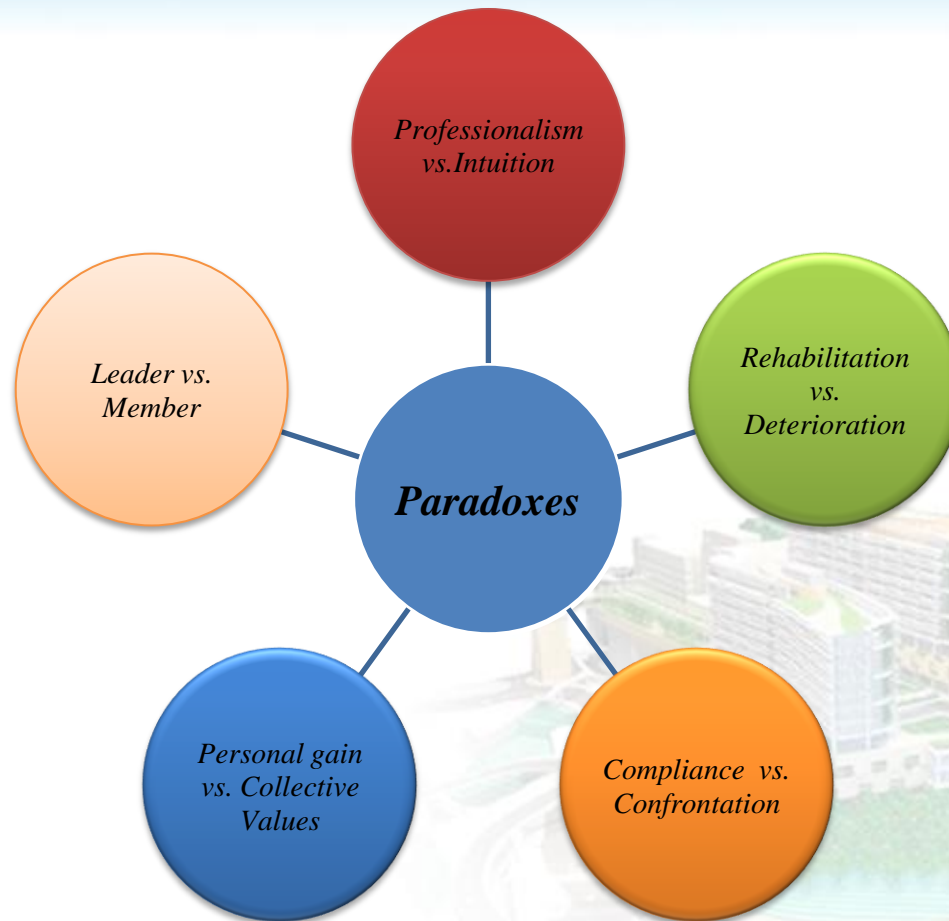 Professionalism
vs.Intuition
Leader vs.
Member
Rehabilitation
vs.
Deterioration
Paradoxes
Personal gain
vs. Collective
Values
Compliance  vs.
Confrontation